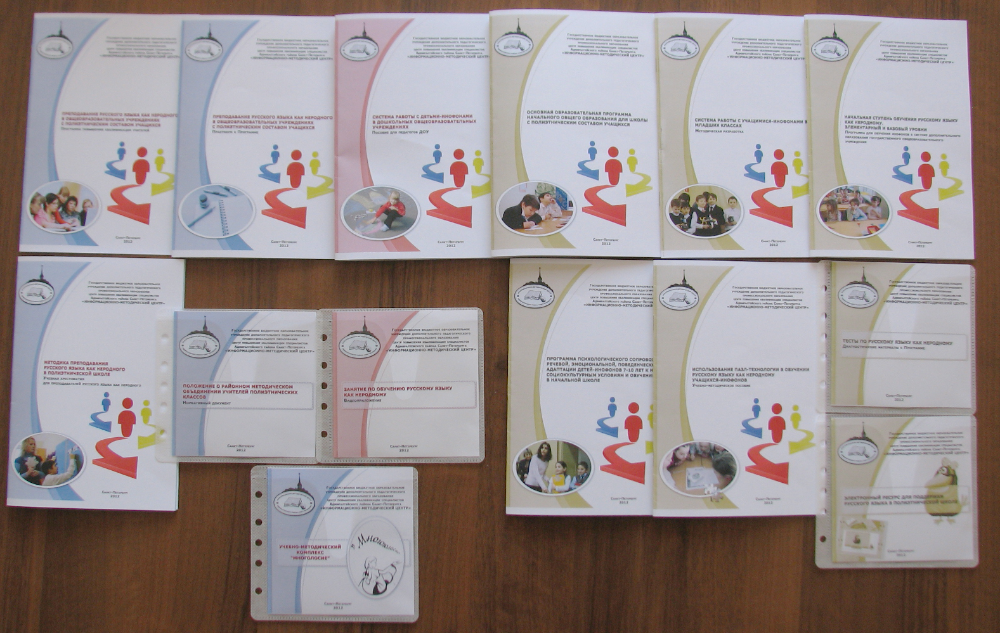 Государственное бюджетное образовательное
учреждение дополнительного педагогического
профессионального образования
центр повышения квалификации специалистов
Адмиралтейского района Санкт-Петербурга
«ИНФОРМАЦИОННО-МЕТОДИЧЕСКИЙ ЦЕНТР»
ПРЕПОДАВАНИЕ РУССКОГО ЯЗЫКА КАК НЕРОДНОГО
В ОБЩЕОБРАЗОВАТЕЛЬНЫХ УЧРЕЖДЕНИЯХ
С ПОЛИЭТНИЧЕСКИМ СОСТАВОМ УЧАЩИХСЯ
Программа повышения квалификации учителей
Санкт-Петербург
2012
Государственное бюджетное образовательное
учреждение дополнительного педагогического
профессионального образования
центр повышения квалификации специалистов
Адмиралтейского района Санкт-Петербурга
«ИНФОРМАЦИОННО-МЕТОДИЧЕСКИЙ ЦЕНТР»
ПРЕПОДАВАНИЕ РУССКОГО ЯЗЫКА КАК НЕРОДНОГО
В ОБЩЕОБРАЗОВАТЕЛЬНЫХ УЧРЕЖДЕНИЯХ
С ПОЛИЭТНИЧЕСКИМ СОСТАВОМ УЧАЩИХСЯ
Практикум к Программе
Санкт-Петербург
2012
Государственное бюджетное образовательное
учреждение дополнительного педагогического
профессионального образования
центр повышения квалификации специалистов
Адмиралтейского района Санкт-Петербурга
«ИНФОРМАЦИОННО-МЕТОДИЧЕСКИЙ ЦЕНТР»
СИСТЕМА РАБОТЫ С ДЕТЬМИ-ИНОФОНАМИ
В ДОШКОЛЬНЫХ ОБЩЕОБРАЗОВАТЕЛЬНЫХ
УЧРЕЖДЕНИЯХ
Пособие для педагогов ДОУ
Санкт-Петербург
2012
Государственное бюджетное образовательное
учреждение дополнительного педагогического
профессионального образования
центр повышения квалификации специалистов
Адмиралтейского района Санкт-Петербурга
«ИНФОРМАЦИОННО-МЕТОДИЧЕСКИЙ ЦЕНТР»
ОСНОВНАЯ ОБРАЗОВАТЕЛЬНАЯ ПРОГРАММА
НАЧАЛЬНОГО ОБЩЕГО ОБРАЗОВАНИЯ ДЛЯ ШКОЛЫ
С ПОЛИЭТНИЧЕСКИМ СОСТАВОМ УЧАЩИХСЯ
Санкт-Петербург
2012
Государственное бюджетное образовательное
учреждение дополнительного педагогического
профессионального образования
центр повышения квалификации специалистов
Адмиралтейского района Санкт-Петербурга
«ИНФОРМАЦИОННО-МЕТОДИЧЕСКИЙ ЦЕНТР
СИСТЕМА РАБОТЫ С УЧАЩИМИСЯ-ИНОФОНАМИ В
МЛАДШИХ КЛАССАХ
Методическая разработка
Санкт-Петербург
2012
Государственное бюджетное образовательное
учреждение дополнительного педагогического
профессионального образования
центр повышения квалификации специалистов
Адмиралтейского района Санкт-Петербурга
«ИНФОРМАЦИОННО-МЕТОДИЧЕСКИЙ ЦЕНТР»
НАЧАЛЬНАЯ СТУПЕНЬ ОБУЧЕНИЯ РУССКОМУ ЯЗЫКУ
КАК НЕРОДНОМУ.
ЭЛЕМЕНТАРНЫЙ И БАЗОВЫЙ УРОВНИ
Программа для обучения инофонов в системе дополнительного
образования государственного общеобразовательного
учреждения
Санкт-Петербург
2012
Государственное бюджетное образовательное
учреждение дополнительного педагогического
профессионального образования
центр повышения квалификации специалистов
Адмиралтейского района Санкт-Петербурга
«ИНФОРМАЦИОННО-МЕТОДИЧЕСКИЙ ЦЕНТР»
МЕТОДИКА ПРЕПОДАВАНИЯ
РУССКОГО ЯЗЫКА КАК НЕРОДНОГО
В ПОЛИЭТНИЧЕСКОЙ ШКОЛЕ
Учебная хрестоматия
для преподавателей русского языка как неродного
Санкт-Петербург
2012
Государственное бюджетное образовательное
учреждение дополнительного педагогического
профессионального образования
центр повышения квалификации специалистов
Адмиралтейского района Санкт-Петербурга
«ИНФОРМАЦИОННО-МЕТОДИЧЕСКИЙ ЦЕНТР»
ПОЛОЖЕНИЕ О РАЙОННОМ МЕТОДИЧЕСКОМ
ОБЪЕДИНЕНИИ УЧИТЕЛЕЙ ПОЛИЭТНИЧЕСКИХ
КЛАССОВ
Нормативный документ
Санкт-Петербург
2012
Государственное бюджетное образовательное
учреждение дополнительного педагогического
профессионального образования
центр повышения квалификации специалистов
Адмиралтейского района Санкт-Петербурга
«ИНФОРМАЦИОННО-МЕТОДИЧЕСКИЙ ЦЕНТР»
ЗАНЯТИЕ ПО ОБУЧЕНИЮ РУССКОМУ ЯЗЫКУ
КАК НЕРОДНОМУ
Видеоприложение
Санкт-Петербург
2012
Государственное бюджетное образовательное
учреждение дополнительного педагогического
профессионального образования
центр повышения квалификации специалистов
Адмиралтейского района Санкт-Петербурга
«ИНФОРМАЦИОННО-МЕТОДИЧЕСКИЙ ЦЕНТР»
УЧЕБНО-МЕТОДИЧЕСКИЙ
КОМПЛЕКС
"МНОГОЛОСИЕ"
Санкт-Петербург
2012
Государственное бюджетное образовательное
учреждение дополнительного педагогического
профессионального образования
центр повышения квалификации специалистов
Адмиралтейского района Санкт-Петербурга
«ИНФОРМАЦИОННО-МЕТОДИЧЕСКИЙ
ПРОГРАММА ПСИХОЛОГИЧЕСКОГО СОПРОВО
РЕЧЕВОЙ, ЭМОЦИОНАЛЬНОЙ, ПОВЕДЕНЧЕСК
АДАПТАЦИИ ДЕТЕЙ-ИНОФОНОВ 7-10 ЛЕТ К Н
СОЦИОКУЛЬТУРНЫМ УСЛОВИЯМ И ОБУЧЕНИ
В НАЧАЛЬНОЙ ШКОЛЕ
Санкт-Петербург
2012
Государственное бюджетное образовательное
учреждение дополнительного педагогического
профессионального образования
центр повышения квалификации специалистов
Адмиралтейского района Санкт-Петербурга
«ИНФОРМАЦИОННО-МЕТОДИЧЕСКИЙ ЦЕНТР»
ИСПОЛЬЗОВАНИЕ ПАЗЛ-ТЕХНОЛОГИИ В ОБУЧЕНИИ
РУССКОМУ ЯЗЫКУ КАК НЕРОДНОМУ
УЧАЩИХСЯ-ИНОФОНОВ
Учебно-методическое пособие
Санкт-Петербург
2012
Государственное бюджетное образовательное
учреждение дополнительного педагогического
профессионального образования
центр повышения квалификации специалистов
Адмиралтейского района Санкт-Петербурга
«ИНФОРМАЦИОННО-МЕТОДИЧЕСКИЙ ЦЕНТР»
ТЕСТЫ ПО РУССКОМУ ЯЗЫКУ КАК НЕРОДНОМУ
Диагностические материалы к Программе
Санкт-Петербург
2012
Государственное бюджетное образовательное
учреждение дополнительного педагогического
профессионального образования
центр повышения квалификации специалистов
Адмиралтейского района Санкт-Петербурга
«ИНФОРМАЦИОННО-МЕТОДИЧЕСКИЙ ЦЕНТР»
ЭЛЕКТРОННЫЙ РЕСУРС ДЛЯ ПОДДЕРЖКИ
РУССКОГО ЯЗЫКА В ПОЛИЭТНИЧЕСКОЙ ШКОЛЕ
Санкт-Петербург
2012